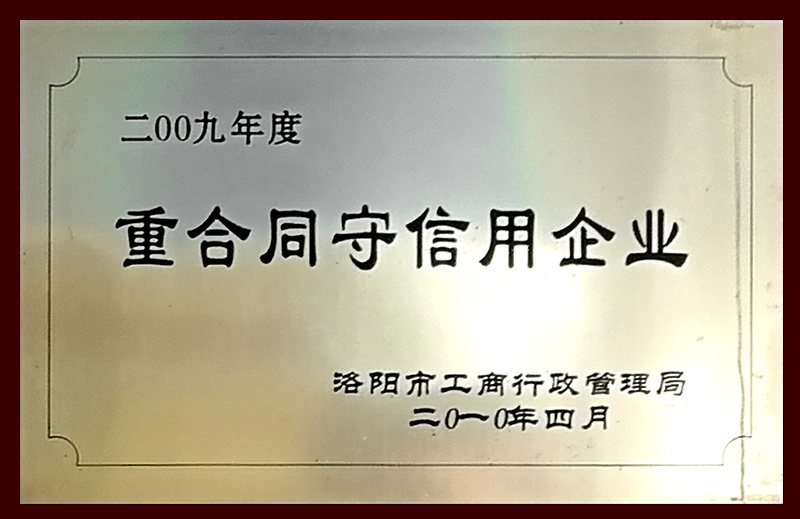 二00九年度
重合同守信用企业
洛阳市工商行政管理局
二0一0年四月